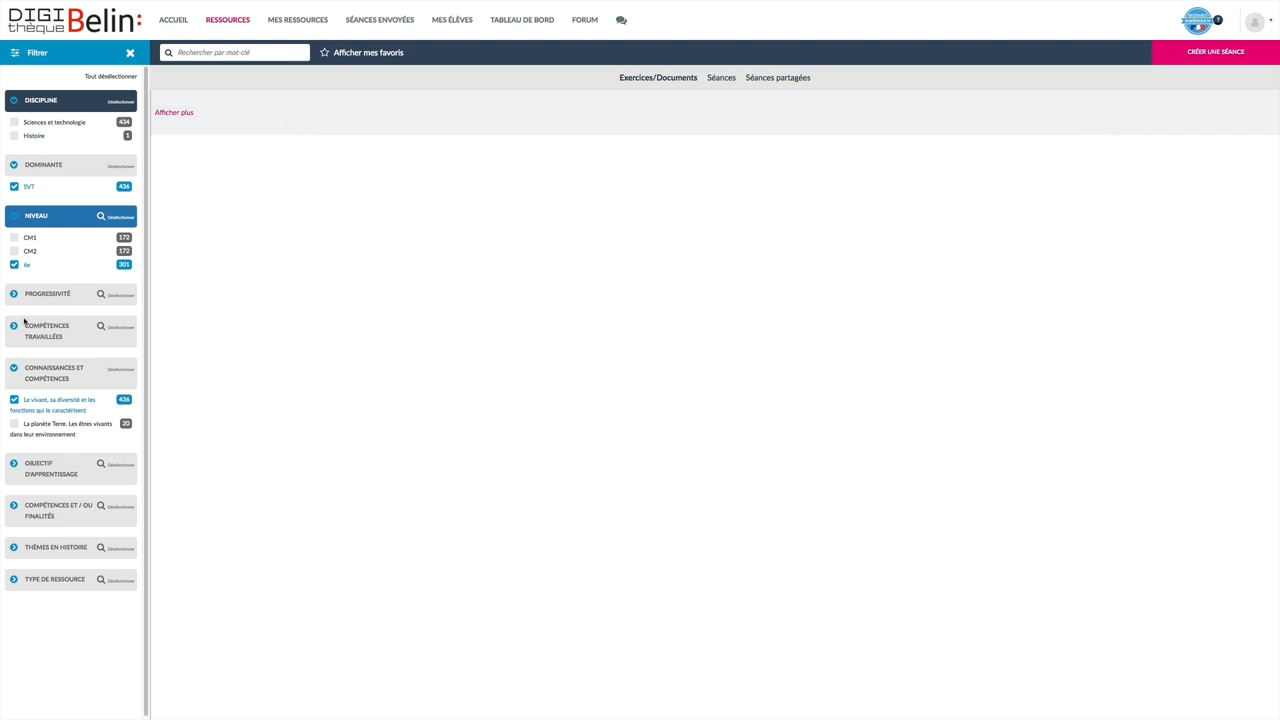 DIGI
thèque
Belin:
ACCUEIL
RESSOURCES
MES RESSOURCES
SÉANCES ENVOYÉES
MES ÉLÈVES
TABLEAU DE BORD
FORUM
?
Filtrer
Rechercher par mot-clé
Afficher mes favoris
CRÉER UNE SÉANCE
Tout désélectionner
Exercices/Documents
Séances
Séances partagées
Afficher plus
DISCIPLINE
Désélectionner
Sciences et technologie 434
Histoire 1
DOMINANTE
Désélectionner
SVT 436
NIVEAU
Désélectionner
CM1 172
CM2 172
6e 301
PROGRESSIVITÉ
Désélectionner
COMPÉTENCES
TRAVAILLÉES
Désélectionner
CONNAISSANCES ET
COMPÉTENCES
Désélectionner
Le vivant, sa diversité et les 436
fonctions qui le caractérisent
La planète Terre. Les êtres vivants 20
dans leur environnement
OBJECTIF
D'APPRENTISSAGE
Désélectionner
COMPÉTENCES ET / OU
FINALITÉS
Désélectionner
THÈMES EN HISTOIRE
Désélectionner
TYPE DE RESSOURCE
Désélectionner